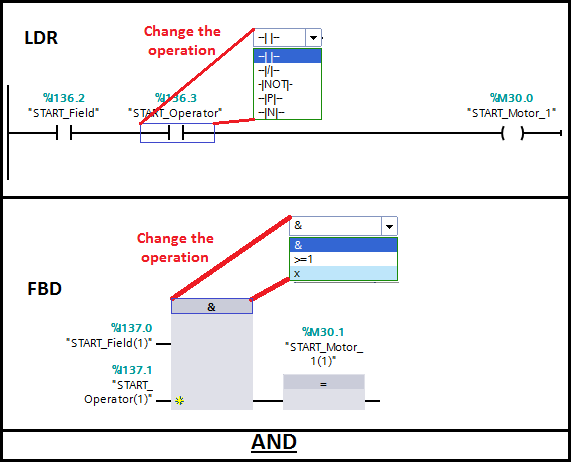 LDR
Change the
operation
--| |--
--| |--
--|/|--
-|NOT|-
--|P|--
--|N|--
%I136.2
"START_Field"
%I136.3
"START_Operator"
%M30.0
"START_Motor_1"
FBD
Change the
operation
&
&
>=1
x
&
%I137.0
"START_Field(1)"
%I137.1
"START_
Operator(1)"
%M30.1
"START_Motor_
1(1)"
=
AND